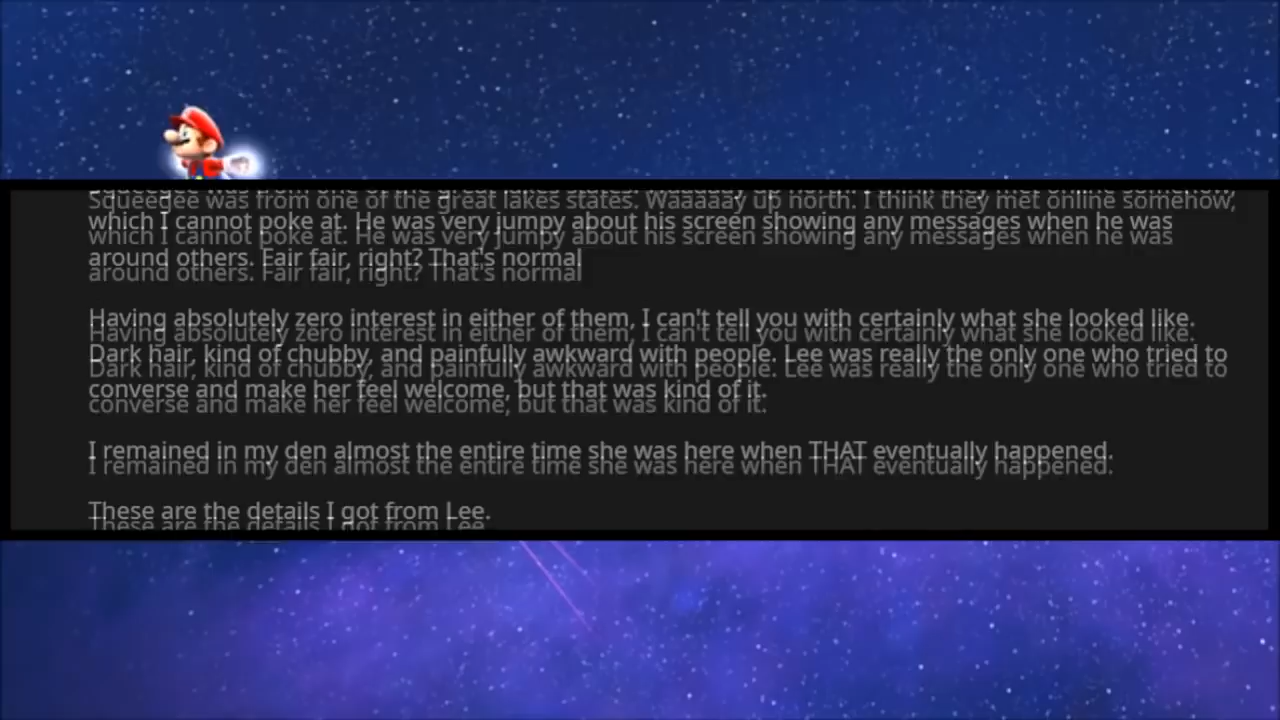 Squeegee was from one of the great lakes states. Waaaaay up north. I think they met online somehow,
which I cannot poke at. He was very jumpy about his screen showing any messages when he was
around others. Fair fair, right? That's normal
Having absolutely zero interest in either of them, I can't tell you with certainly what she looked like.
Dark hair, kind of chubby, and painfully awkward with people. Lee was really the only one who tried to
converse and make her feel welcome, but that was kind of it.
I remained in my den almost the entire time she was here when THAT eventually happened.
These are the details I got from Lee.